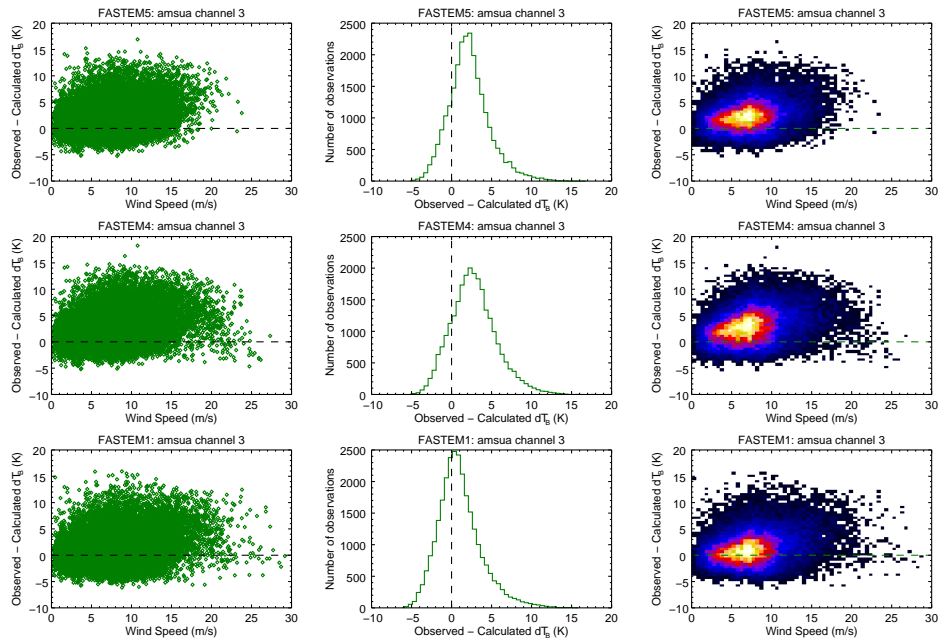 FASTEM5: amsua channel 3
Observed − Calculated dT_B (K)
20
15
10
5
0
−5
−10
0 5 10 15 20 25 30
Wind Speed (m/s)
FASTEM5: amsua channel 3
Number of observations
2500
2000
1500
1000
500
0
−10 −5 0 5 10 15 20
Observed − Calculated dT_B (K)
FASTEM5: amsua channel 3
Observed − Calculated dT_B (K)
20
15
10
5
0
−5
−10
0 5 10 15 20 25 30
Wind Speed (m/s)
FASTEM4: amsua channel 3
Observed − Calculated dT_B (K)
20
15
10
5
0
−5
−10
0 5 10 15 20 25 30
Wind Speed (m/s)
FASTEM4: amsua channel 3
Number of observations
2500
2000
1500
1000
500
0
−10 −5 0 5 10 15 20
Observed − Calculated dT_B (K)
FASTEM4: amsua channel 3
Observed − Calculated dT_B (K)
20
15
10
5
0
−5
−10
0 5 10 15 20 25 30
Wind Speed (m/s)
FASTEM1: amsua channel 3
Observed − Calculated dT_B (K)
20
15
10
5
0
−5
−10
0 5 10 15 20 25 30
Wind Speed (m/s)
FASTEM1: amsua channel 3
Number of observations
2500
2000
1500
1000
500
0
−10 −5 0 5 10 15 20
Observed − Calculated dT_B (K)
FASTEM1: amsua channel 3
Observed − Calculated dT_B (K)
20
15
10
5
0
−5
−10
0 5 10 15 20 25 30
Wind Speed (m/s)